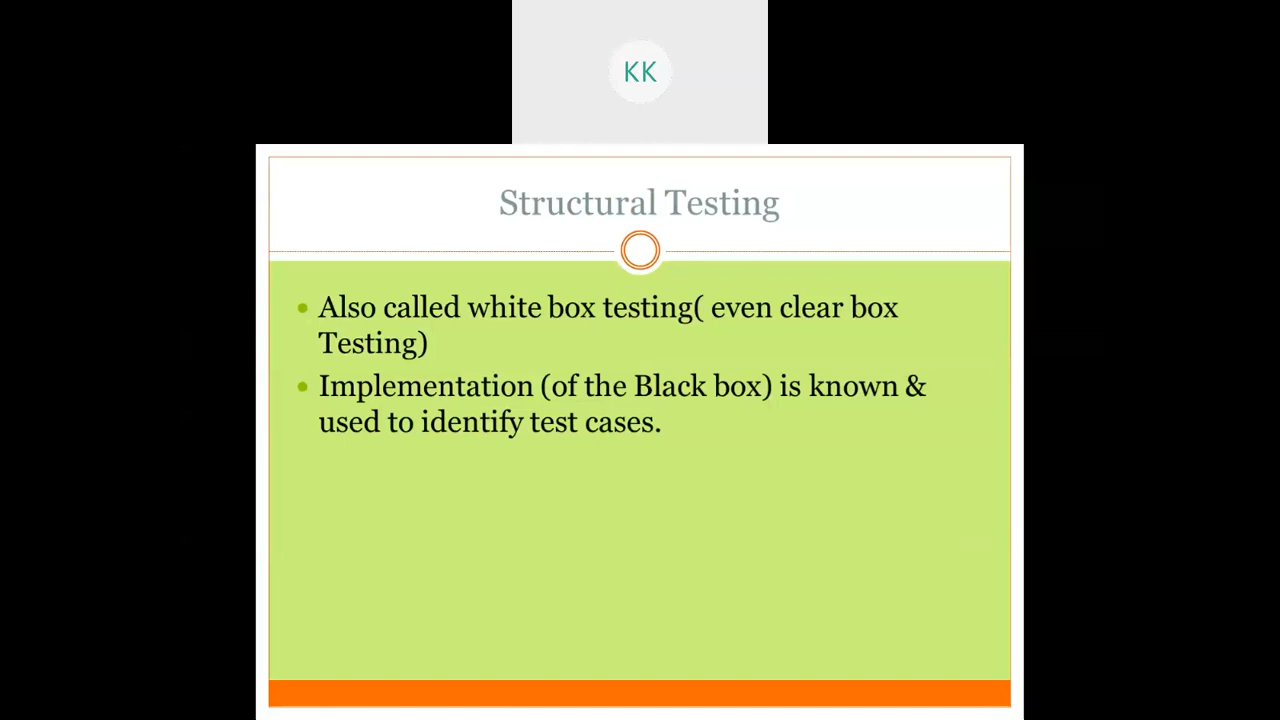 KK
Structural Testing
• Also called white box testing( even clear box
Testing)
• Implementation (of the Black box) is known &
used to identify test cases.